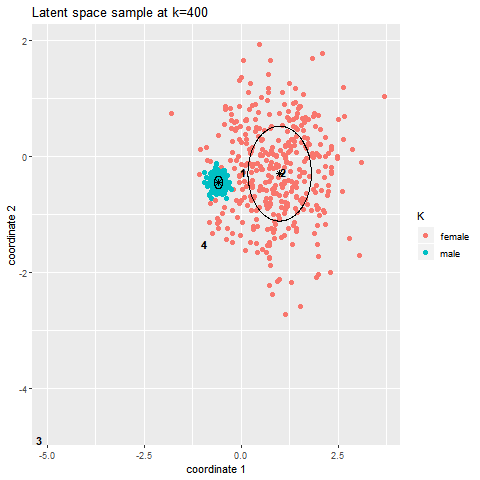 Latent space sample at k=400
2
0
-2
-4
coordinate 2
1
2
4
3
-5.0
-2.5
0.0
2.5
coordinate 1
K
female
male